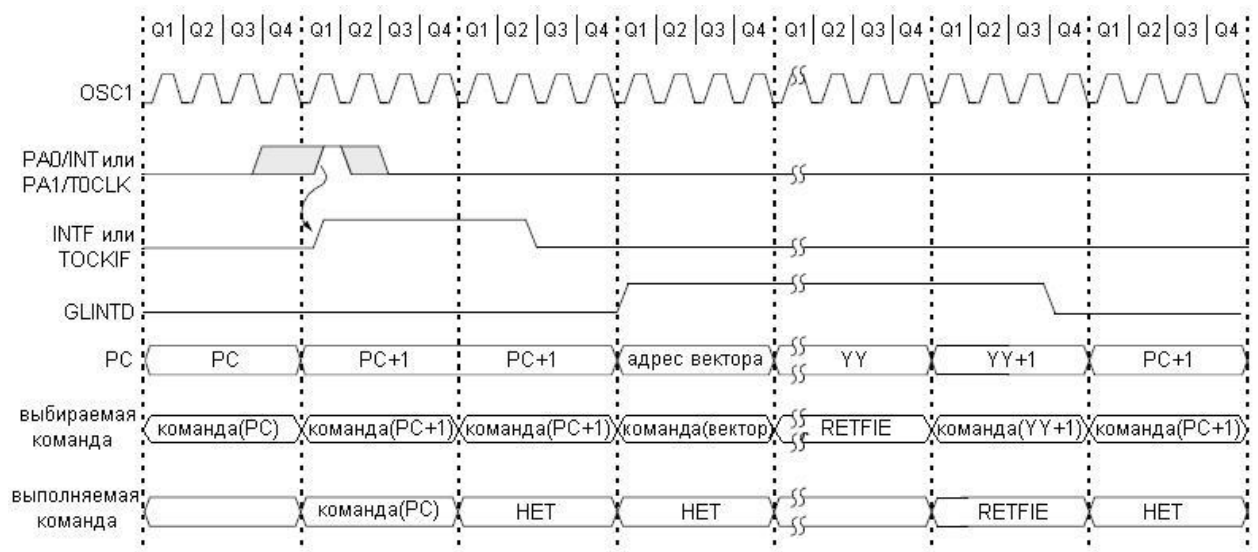 Q1 Q2 Q3 Q4 Q1 Q2 Q3 Q4 Q1 Q2 Q3 Q4 Q1 Q2 Q3 Q4 Q1 Q2 Q3 Q4 Q1 Q2 Q3 Q4 Q1 Q2 Q3 Q4
OSC1
PA0/INT или
PA1/T0CLK
INTF или
TOCKIF
GLINTD
PC PC PC+1 PC+1 адрес вектора YY YY+1 PC+1
выбираемая
команда
команда(PC) команда(PC+1) команда(PC+1) команда(вектор) RETFIE команда(YY+1) команда(PC+1)
выполняемая
команда
команда(PC) НЕТ НЕТ RETFIE НЕТ